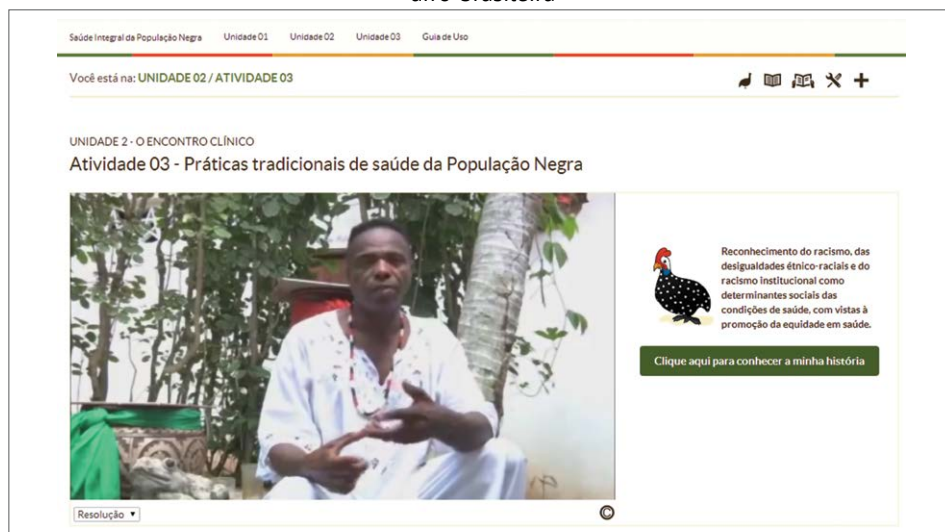 Saúde Integral da População Negra Unidade 01 Unidade 02 Unidade 03 Guia de Uso
Você está na: UNIDADE 02 / ATIVIDADE 03
UNIDADE 2 - O ENCONTRO CLÍNICO
Atividade 03 - Práticas tradicionais de saúde da População Negra
Reconhecimento do racismo, das
desigualdades étnico-raciais e do
racismo institucional como
determinantes sociais das
condições de saúde, com vistas à
promoção da equidade em saúde.
Clique aqui para conhecer a minha história
Resolução
©